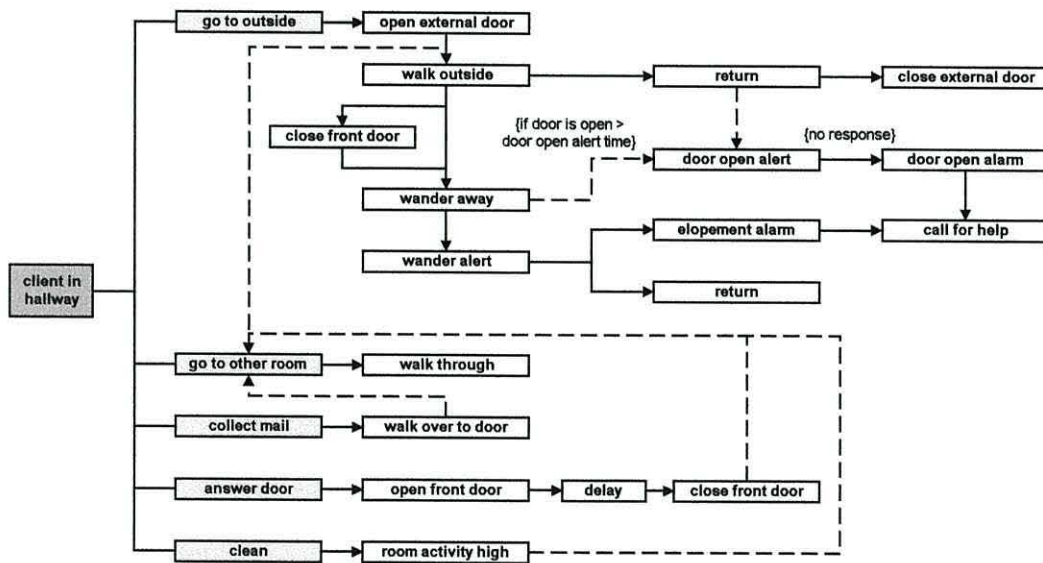 go to outside
open external door
walk outside
return
close external door
close front door
{if door is open >
door open alert time}
{no response}
door open alert
door open alarm
wander away
elopement alarm
call for help
wander alert
client in
hallway
return
go to other room
walk through
collect mail
walk over to door
answer door
open front door
delay
close front door
clean
room activity high